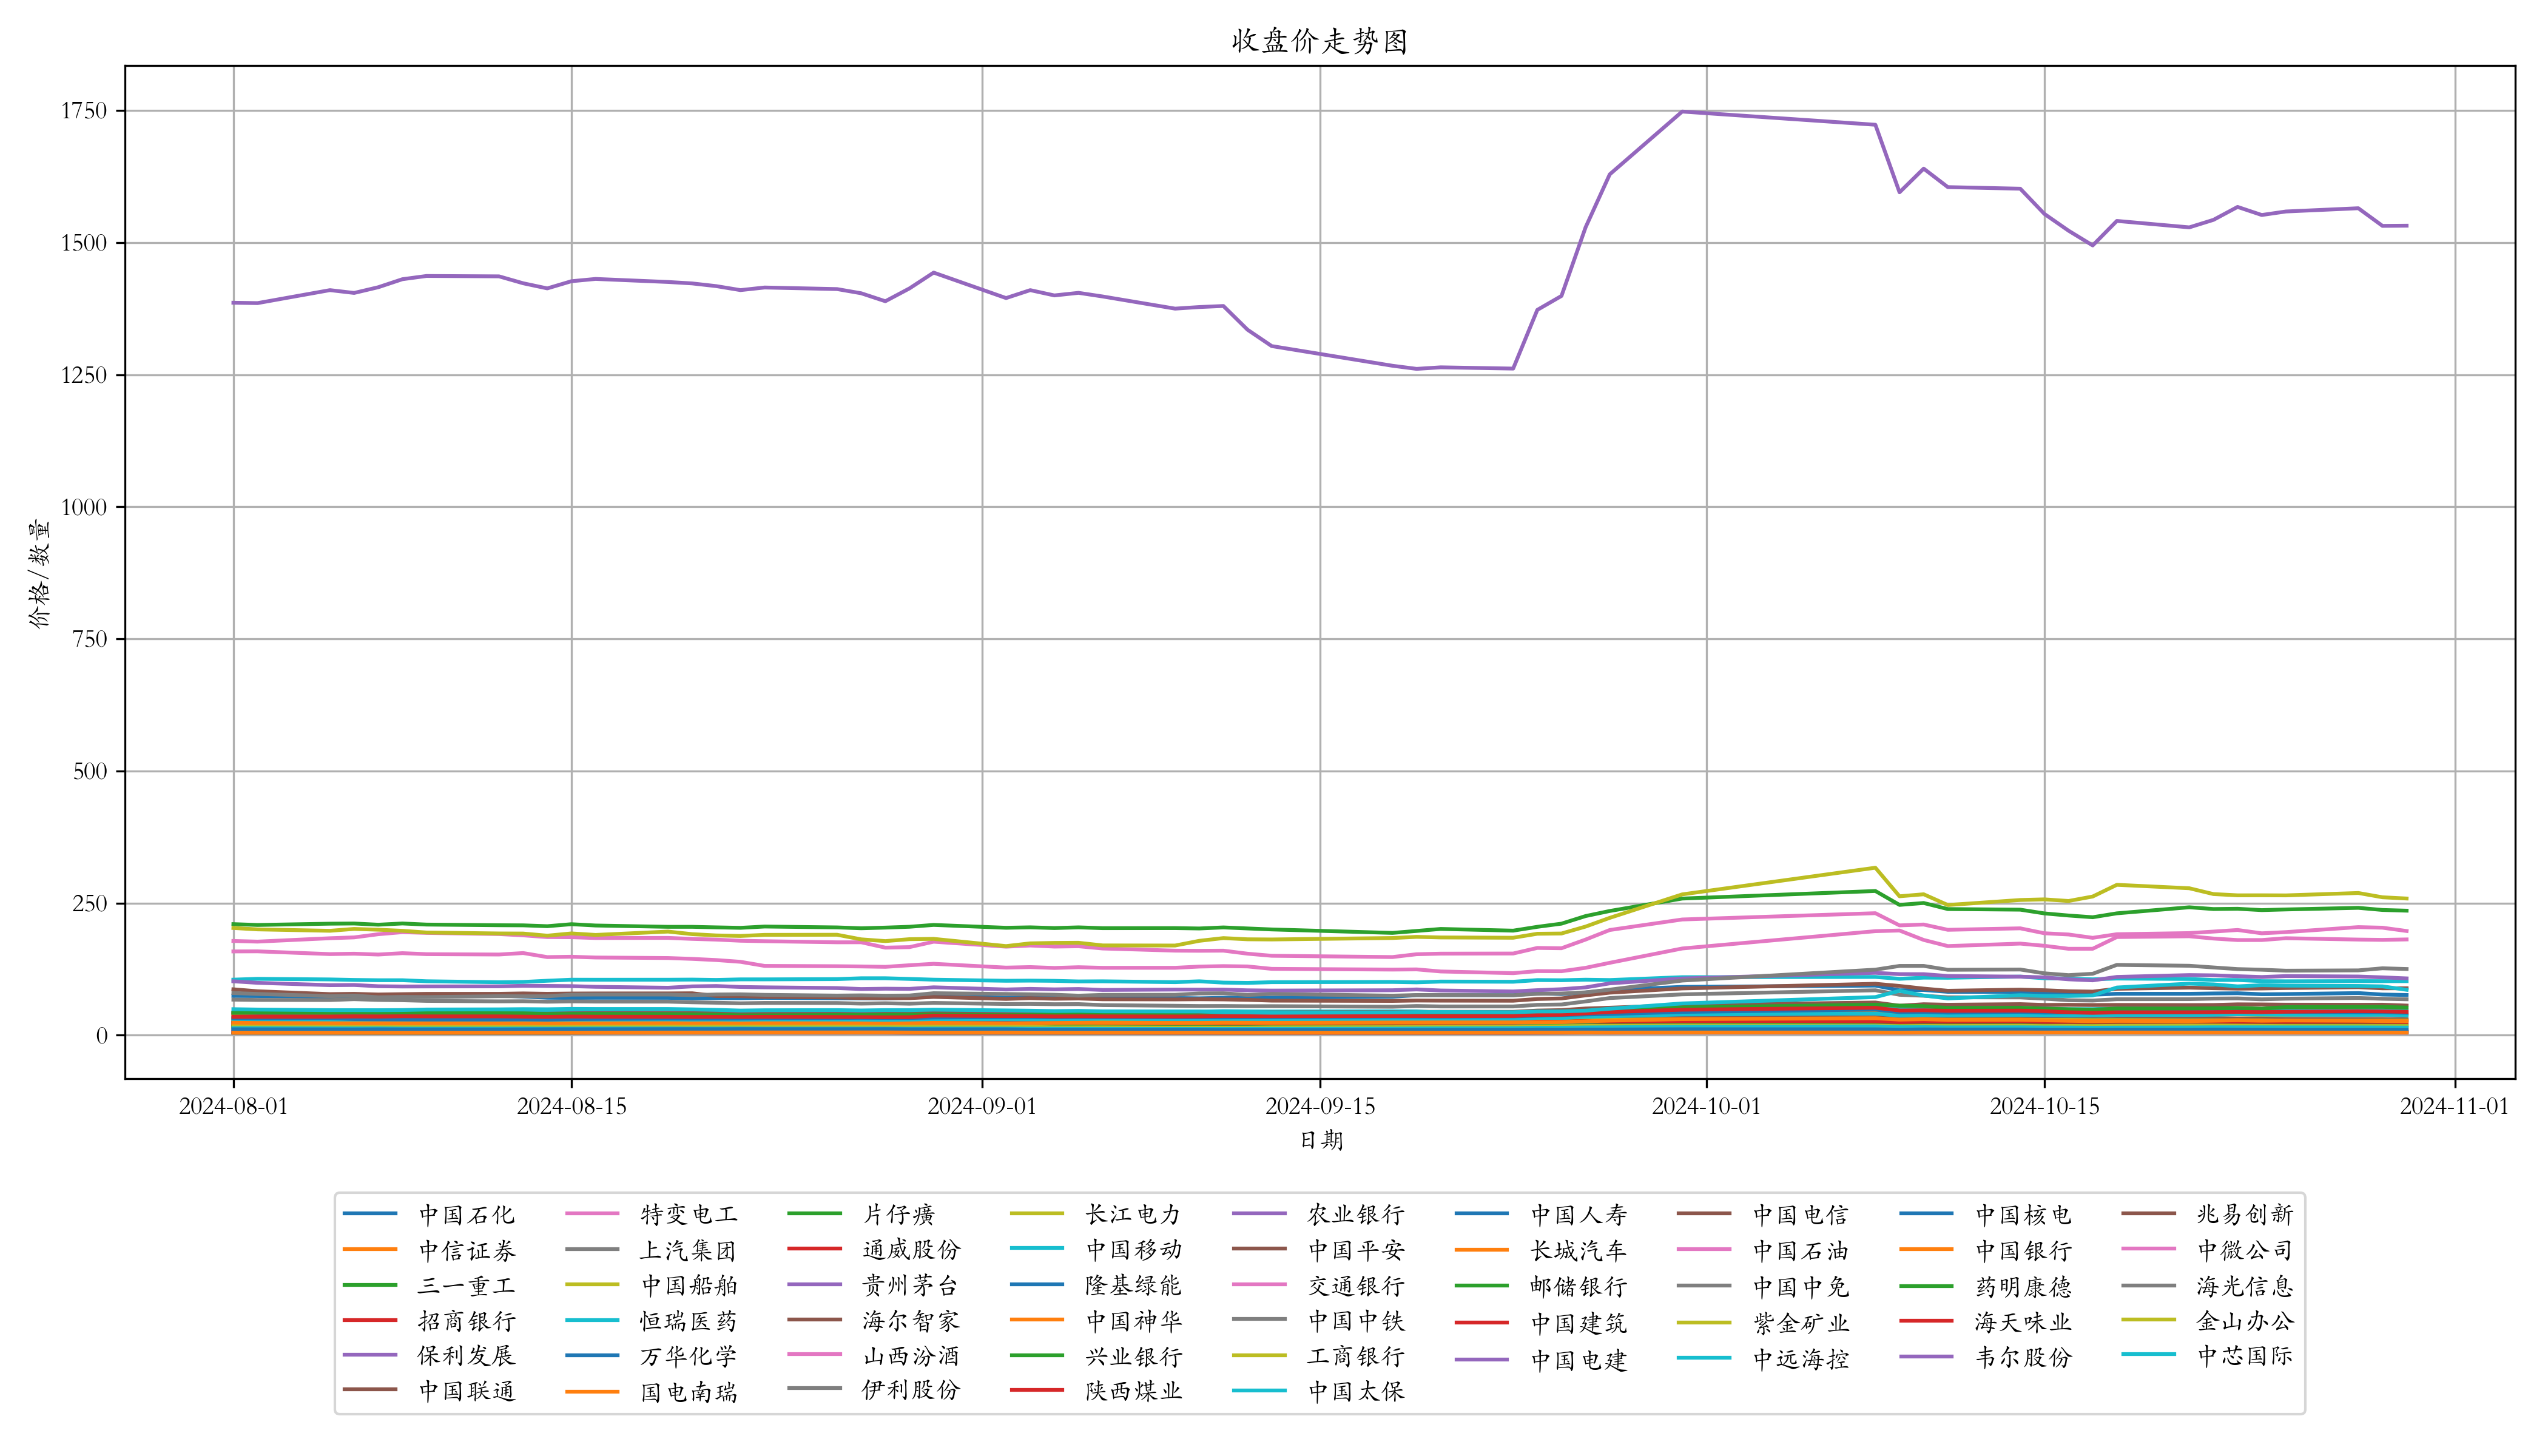 收盘价走势图
价格/数量
1750
1500
1250
1000
750
500
250
0
2024-08-01
2024-08-15
2024-09-01
2024-09-15
2024-10-01
2024-10-15
2024-11-01
日期
中国石化
中信证券
三一重工
招商银行
保利发展
中国联通
特变电工
上汽集团
中国船舶
恒瑞医药
万华化学
国电南瑞
片仔癀
通威股份
贵州茅台
海尔智家
山西汾酒
伊利股份
长江电力
中国移动
隆基绿能
中国神华
兴业银行
陕西煤业
农业银行
中国平安
交通银行
中国中铁
工商银行
中国太保
中国人寿
长城汽车
邮储银行
中国建筑
中国电建
中国电信
中国石油
中国中免
紫金矿业
中远海控
中国核电
中国银行
药明康德
海天味业
韦尔股份
兆易创新
中微公司
海光信息
金山办公
中芯国际